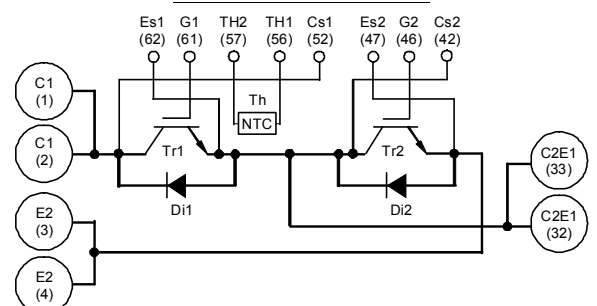 Es1 G1 TH2 TH1 Cs1 Es2 G2 Cs2
(62) (61) (57) (56) (52) (47) (46) (42)
C1
(1)
Th
NTC
C1
(2)
Tr1
Tr2
C2E1
(33)
Di1
Di2
E2
(3)
C2E1
(32)
E2
(4)